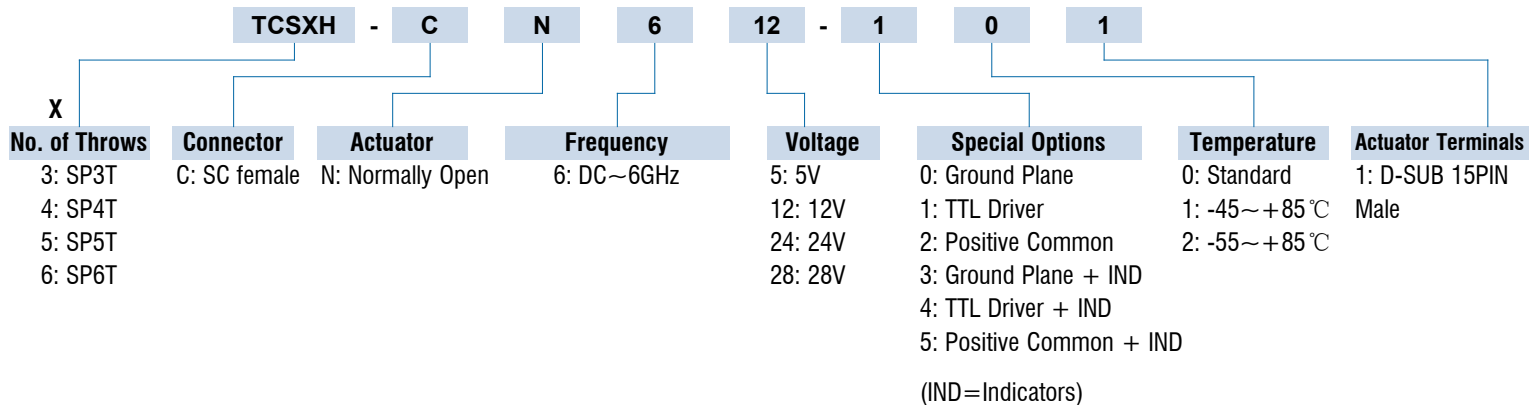 TCSXH - C N 6 12 - 1 0 1
X
No. of Throws
3: SP3T
4: SP4T
5: SP5T
6: SP6T
Connector
C: SC female
Actuator
N: Normally Open
Frequency
6: DC~6GHz
Voltage
5: 5V
12: 12V
24: 24V
28: 28V
Special Options
0: Ground Plane
1: TTL Driver
2: Positive Common
3: Ground Plane + IND
4: TTL Driver + IND
5: Positive Common + IND
(IND=Indicators)
Temperature
0: Standard
1: -45~+85℃
2: -55~+85℃
Actuator Terminals
1: D-SUB 15PIN
Male